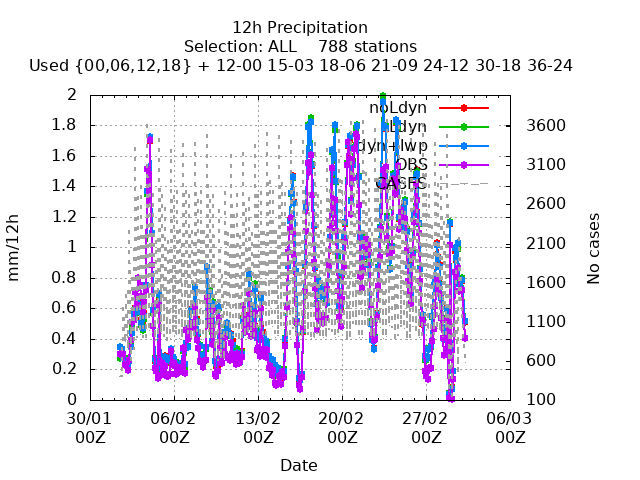 12h Precipitation
Selection: ALL 788 stations
Used {00,06,12,18} + 12-00 15-03 18-06 21-09 24-12 30-18 36-24
noLdyn
Ldyn
Ldyn+lwp
OBS
CASES
2
1.8
1.6
1.4
1.2
1
0.8
0.6
0.4
0.2
0
mm/12h
3600
3100
2600
2100
1600
1100
600
100
No cases
30/01 06/02 13/02 20/02 27/02 06/03
00Z 00Z 00Z 00Z 00Z 00Z
Date